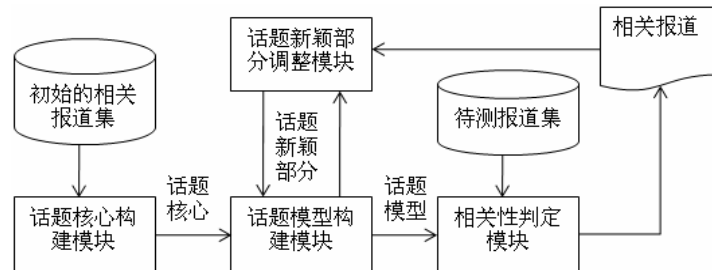 话题新颖部
分调整模块
相关报道
初始的相关
报道集
待测报道集
话题
新颖
部分
话题
核心
话题
模型
话题核心构
建模块
话题模型构
建模块
相关性判定
模块